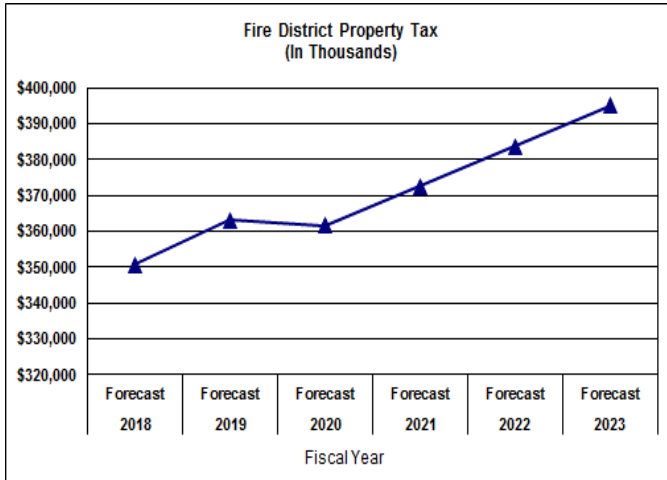 Fire District Property Tax
(In Thousands)
$400,000
$390,000
$380,000
$370,000
$360,000
$350,000
$340,000
$330,000
$320,000
Forecast Forecast Forecast Forecast Forecast Forecast
2018 2019 2020 2021 2022 2023
Fiscal Year